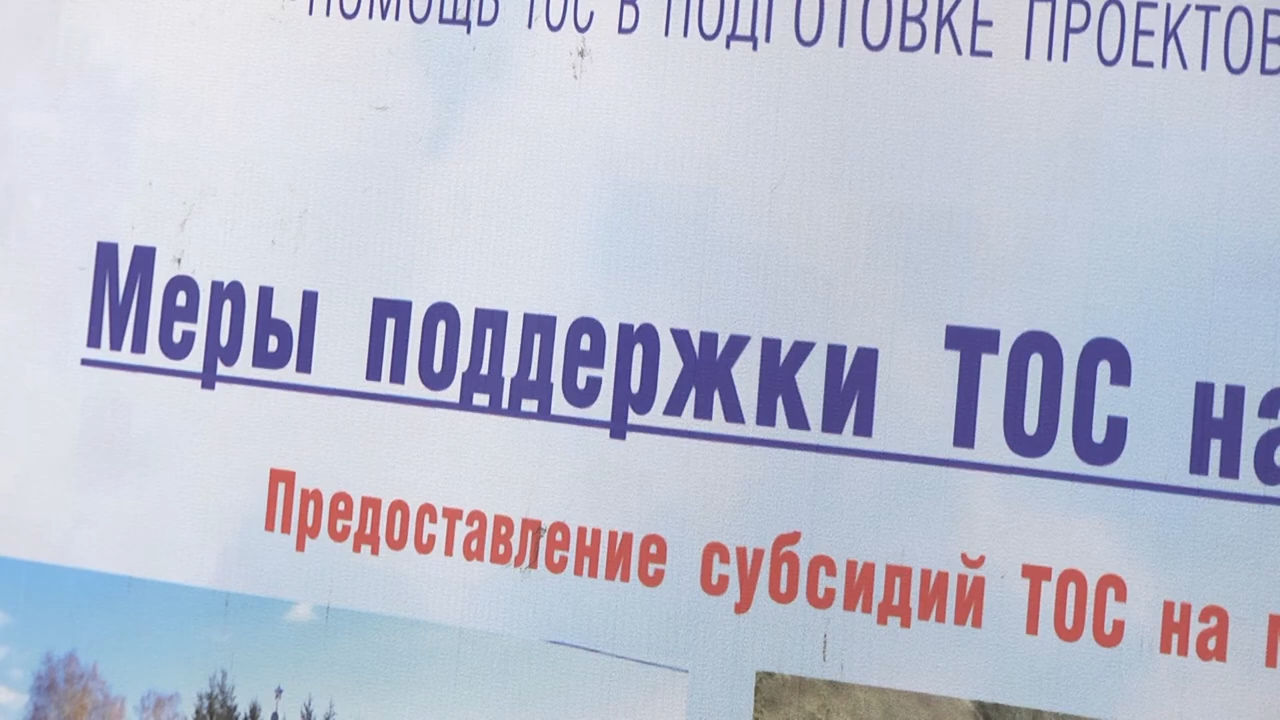 ПОМОЩЬ ТОС В ПОДГОТОВКЕ ПРОЕКТОВ
Меры поддержки ТОС на
Предоставление субсидий ТОС на